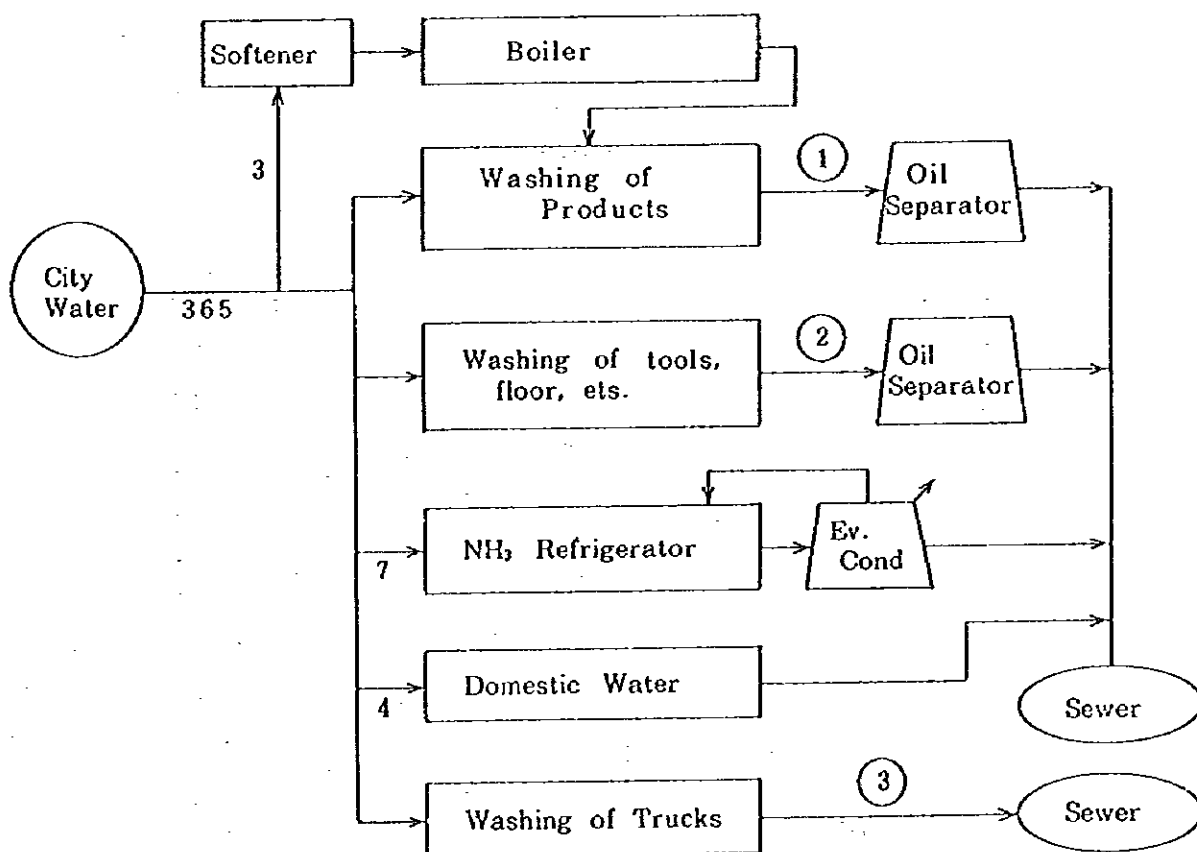 Softener
Boiler
3
Washing of
Products
1
Oil
Separator
City
Water
365
Washing of tools,
floor, ets.
2
Oil
Separator
7
NH₃ Refrigerator
Ev.
Cond
4
Domestic Water
Sewer
Washing of Trucks
3
Sewer